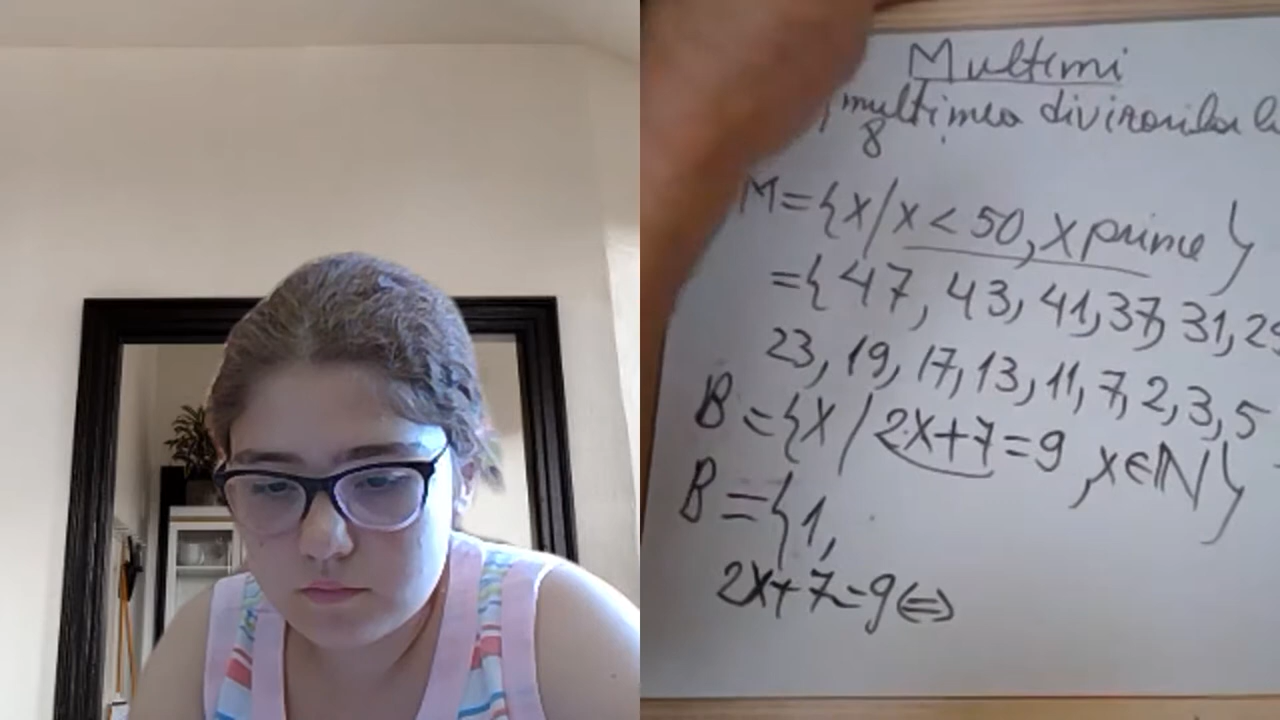 Multimi
multimea divizorilor lui
8
M={x/x<50, x prime}
={47, 43, 41, 37, 31, 29
23, 19, 17, 13, 11, 7, 2, 3, 5
B={x/2x+7=9, x∈ℕ}
B={1,
2x+7=9⇔